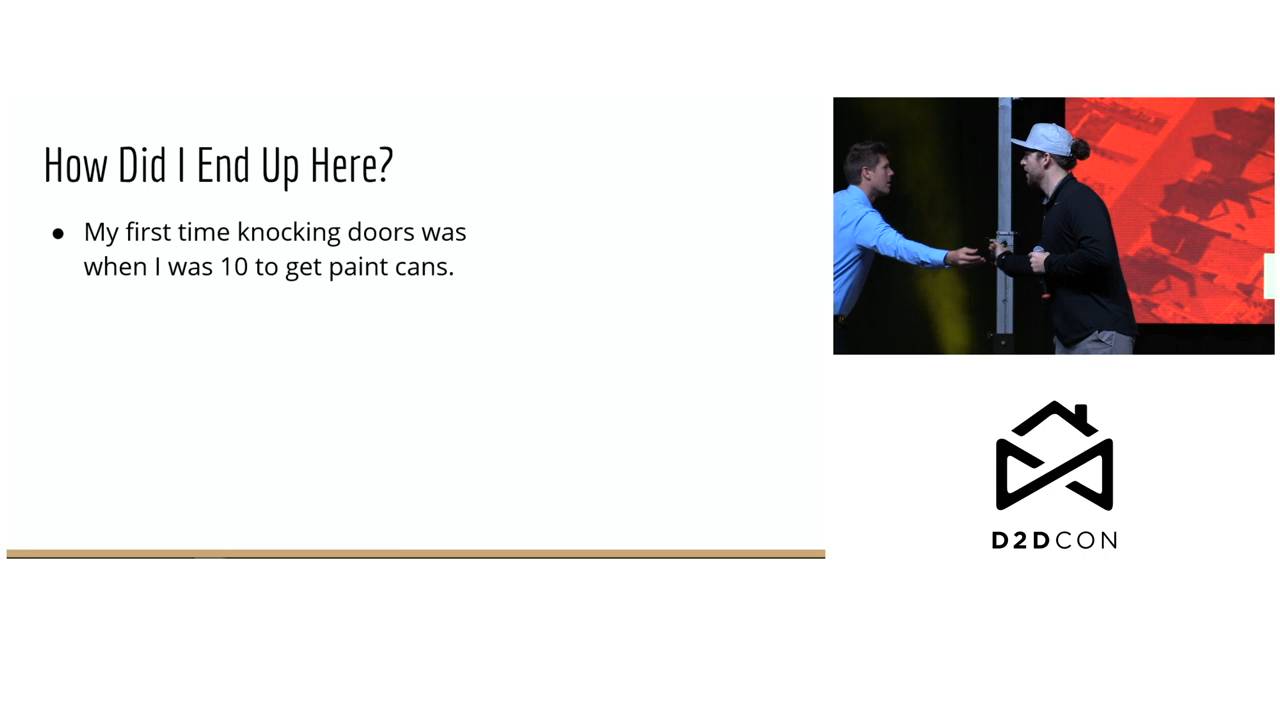 How Did I End Up Here?
● My first time knocking doors was
when I was 10 to get paint cans.
D2DCON